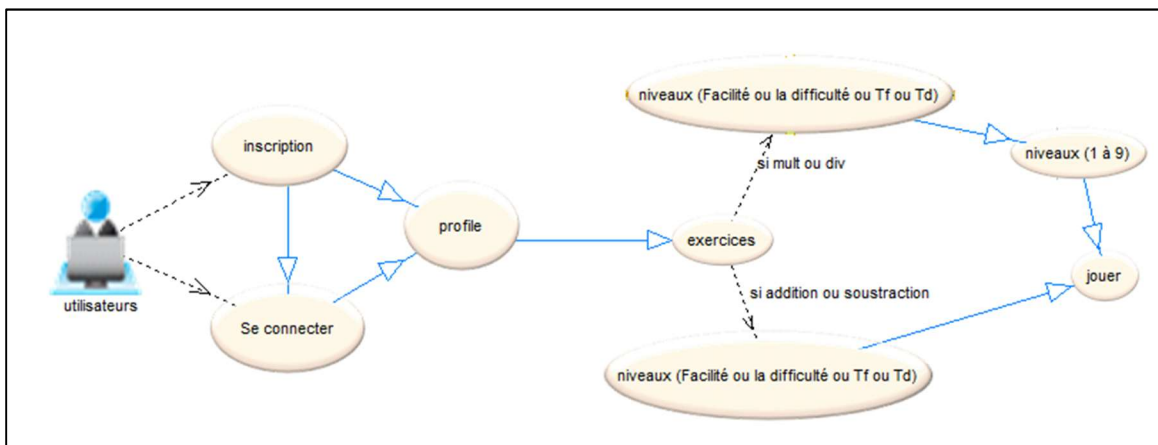 niveaux (Facilité ou la difficulté ou Tf ou Td)
inscription
niveaux (1 à 9)
si mult ou div
profile
exercices
jouer
si addition ou soustraction
utilisateurs
Se connecter
niveaux (Facilité ou la difficulté ou Tf ou Td)